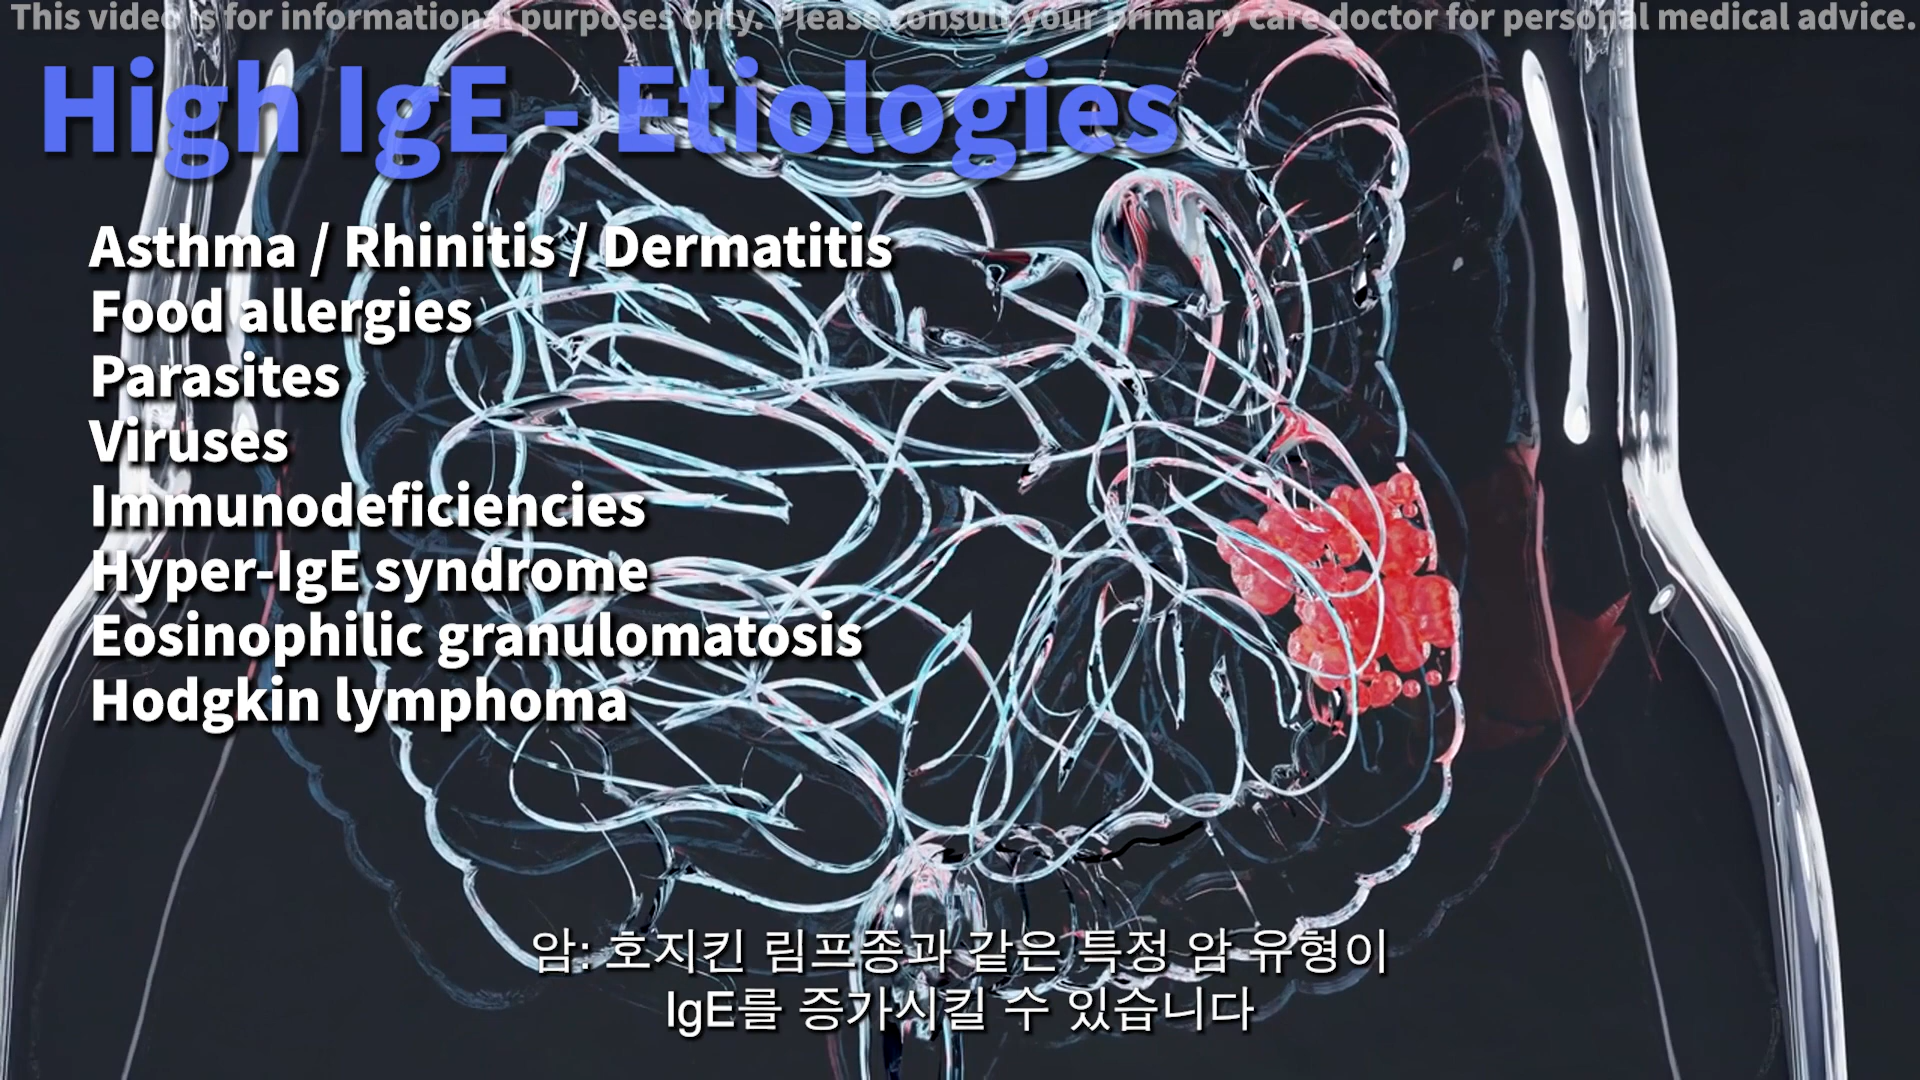 This video is for informational purposes only. Please consult your primary care doctor for personal medical advice.
High IgE - Etiologies
Asthma / Rhinitis / Dermatitis
Food allergies
Parasites
Viruses
Immunodeficiencies
Hyper-IgE syndrome
Eosinophilic granulomatosis
Hodgkin lymphoma
암: 호지킨 림프종과 같은 특정 암 유형이
IgE를 증가시킬 수 있습니다